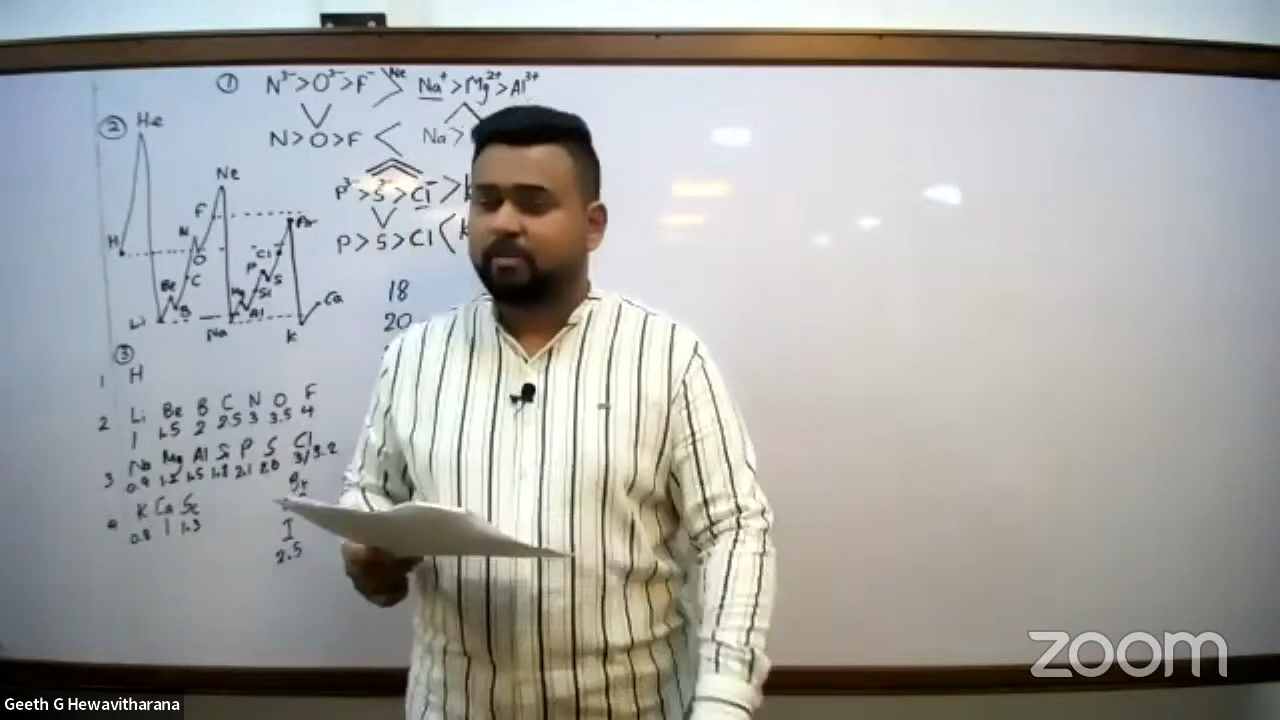 ① N³⁻>O²⁻>F⁻ > Ne Na⁺>Mg²⁺>Al³⁺
N>O>F < Na>
P³⁻>S²⁻>Cl⁻>k
P>S>Cl<k
18
20
②
He
Ne
F
Ar
N
H
O
Cl
P
S
Be
C
Mg
Si
Ca
B
Al
Li
Na
K
③
1 H
2 Li Be B C N O F
1 1.5 2 2.5 3 3.5 4
3 Na Mg Al Si P S Cl
0.9 1.2 1.5 1.8 2.1 3/3.2
4 K Ca Sc Br
0.8 1 1.3
I
2.5
zoom
Geeth G Hewavitharana